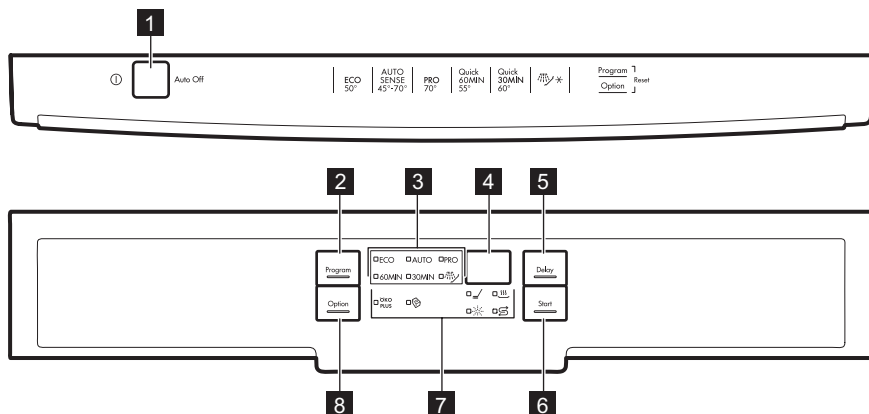 1
Auto Off
ECO 50°
AUTO SENSE 45°-70°
PRO 70°
Quick 60MIN 55°
Quick 30MIN 60°
Program
Option
Reset
2
3
4
5
Program
ECO AUTO PRO
60MIN 30MIN
Delay
Option
ÖKO PLUS
Start
8
7
6